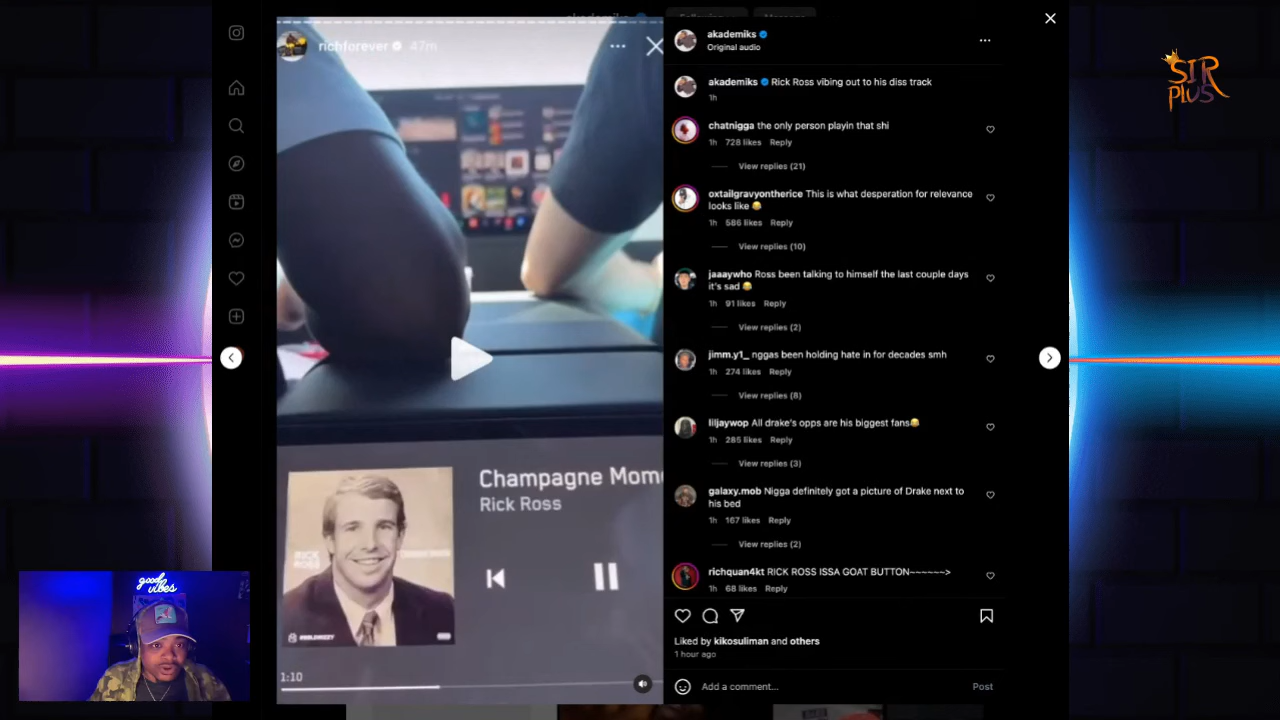 SIR
PLUS
good
vibes
richforever 47m
Champagne Mom
Rick Ross
RICK
ROSS
1:10
akademiks
Original audio
akademiks Rick Ross vibing out to his diss track
1h
chatnigga the only person playin that shi
1h 728 likes Reply
View replies (21)
oxtailgravyontherice This is what desperation for relevance
looks like 😂
1h 586 likes Reply
View replies (10)
jaaaywho Ross been talking to himself the last couple days
it's sad 😂
1h 91 likes Reply
View replies (2)
jimm.y1_ nggas been holding hate in for decades smh
1h 274 likes Reply
View replies (8)
liljaywop All drake's opps are his biggest fans😂
1h 285 likes Reply
View replies (3)
galaxy.mob Nigga definitely got a picture of Drake next to
his bed
1h 167 likes Reply
View replies (2)
richquan4kt RICK ROSS ISSA GOAT BUTTON~~~~~~>
1h 68 likes Reply
Liked by kikosuliman and others
1 hour ago
Add a comment...
Post